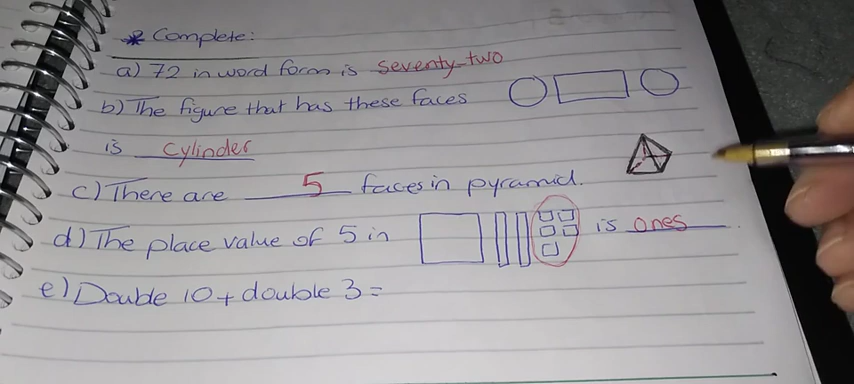 * Complete:
a) 72 in word form is seventy-two
b) The figure that has these faces
is cylinder
c) There are 5 faces in pyramid.
d) The place value of 5 in is ones.
e) Double 10 + double 3 =